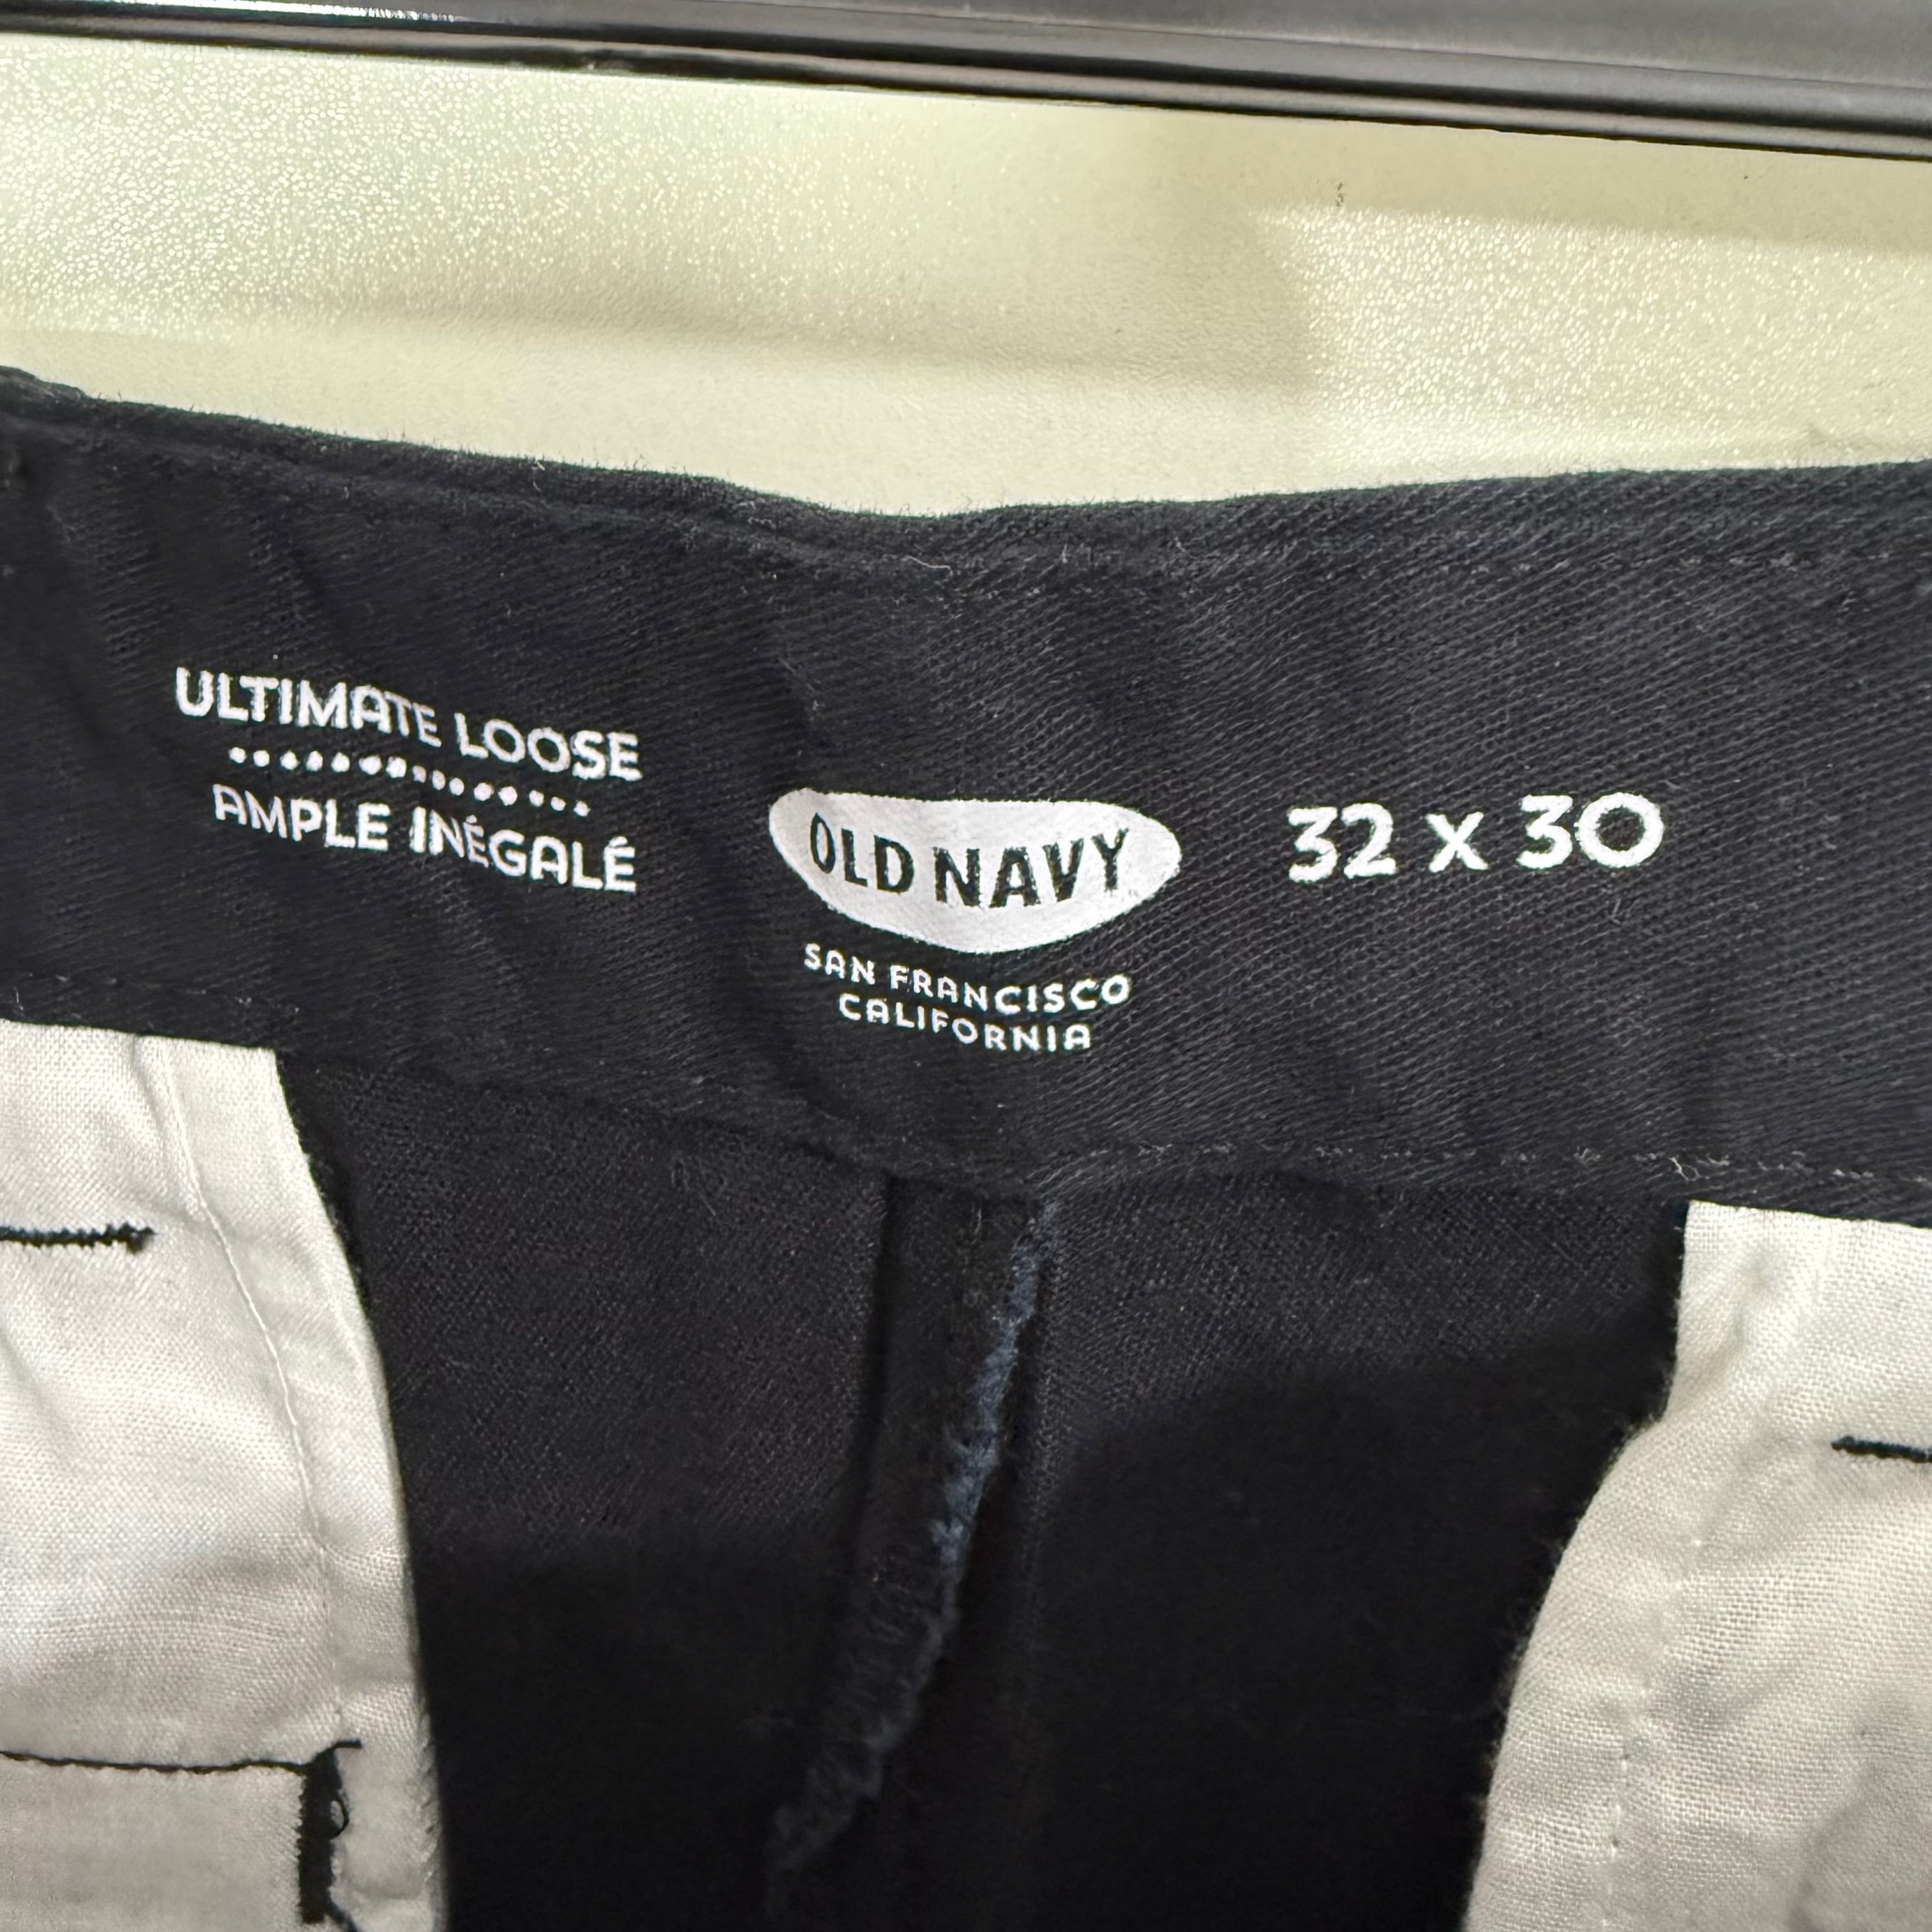 ULTIMATE LOOSE
AMPLE INÉGALÉ
OLD NAVY
SAN FRANCISCO
CALIFORNIA
32 x 30